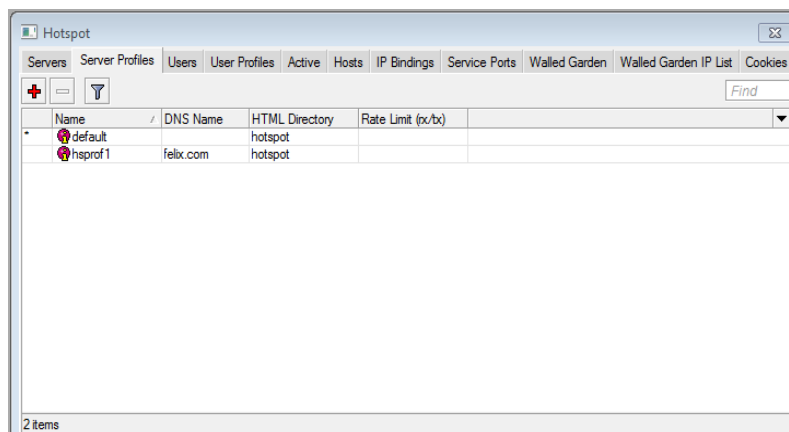 Hotspot
Servers Server Profiles Users User Profiles Active Hosts IP Bindings Service Ports Walled Garden Walled Garden IP List Cookies
Find
Name / DNS Name HTML Directory Rate Limit (rx/tx)
* default hotspot
hsprof1 felix.com hotspot
2 items